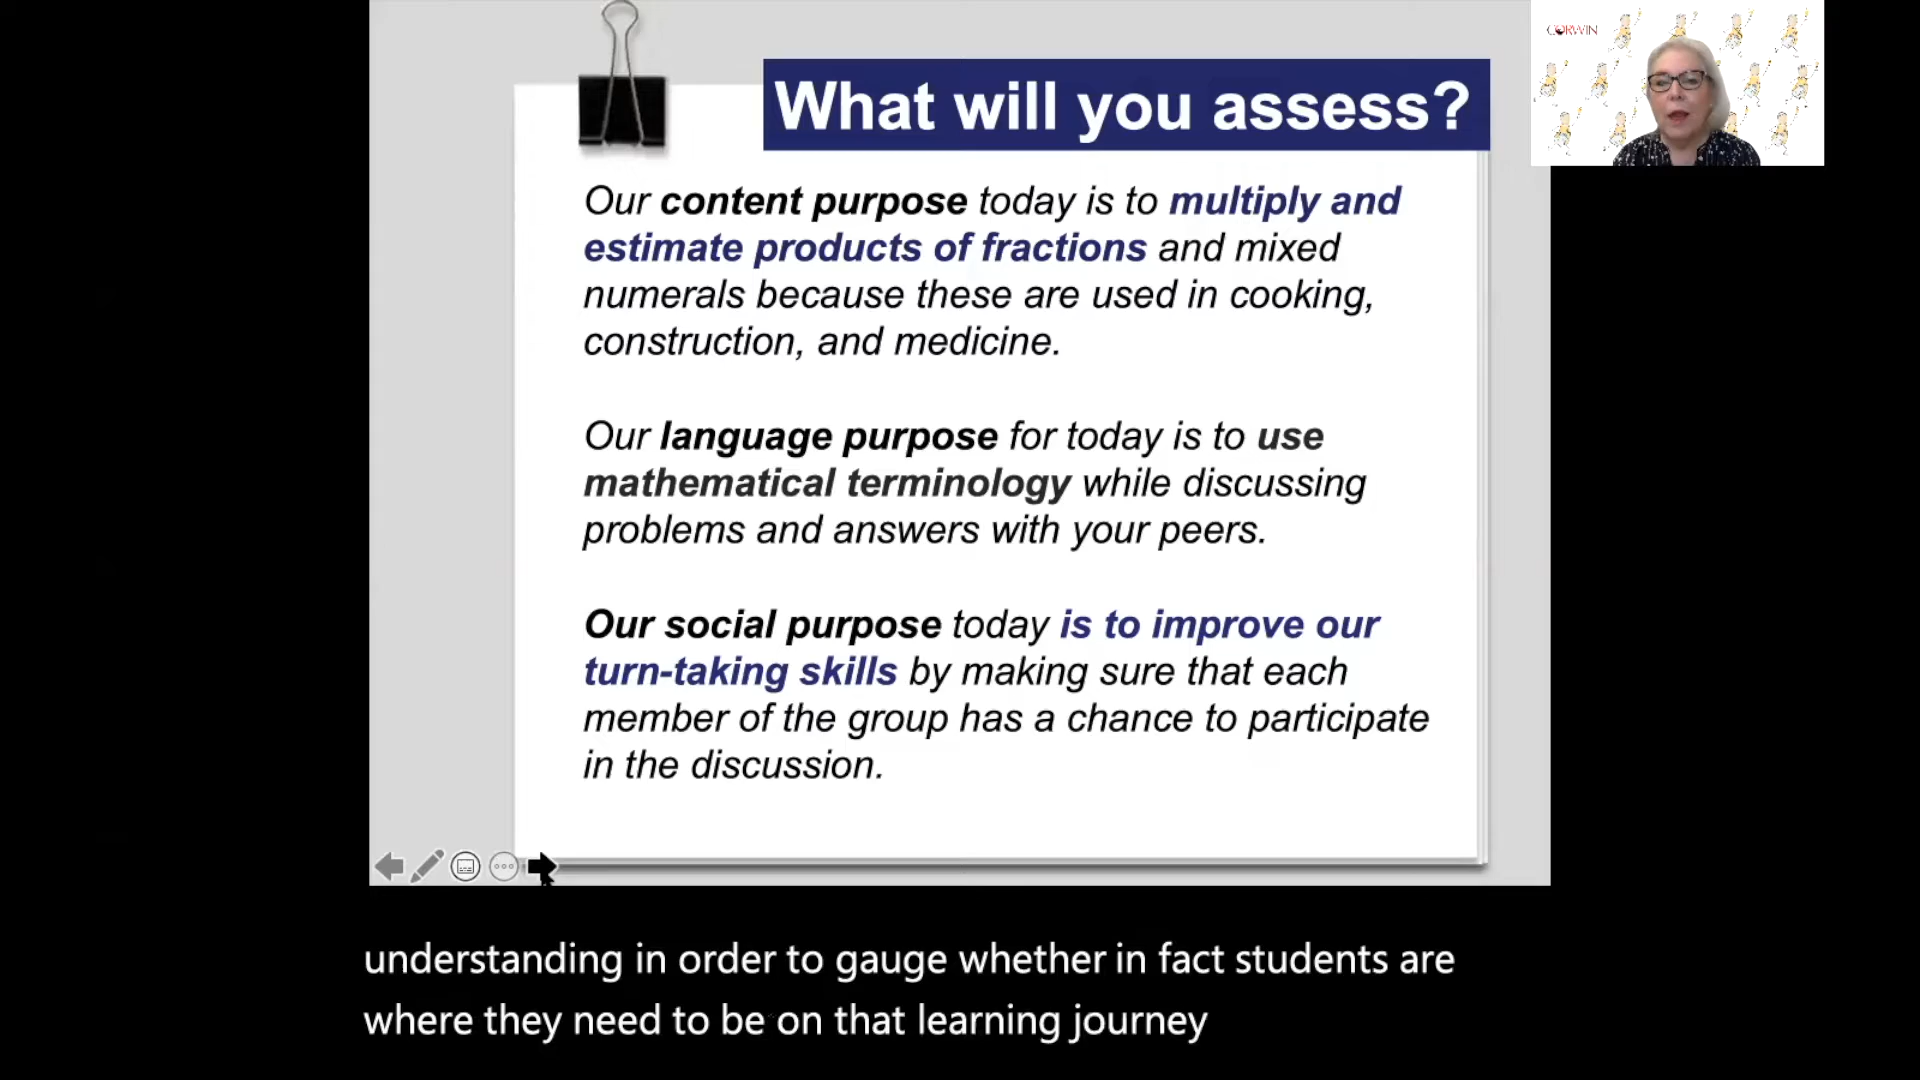 CORWIN
What will you assess?
Our content purpose today is to multiply and
estimate products of fractions and mixed
numerals because these are used in cooking,
construction, and medicine.
Our language purpose for today is to use
mathematical terminology while discussing
problems and answers with your peers.
Our social purpose today is to improve our
turn-taking skills by making sure that each
member of the group has a chance to participate
in the discussion.
understanding in order to gauge whether in fact students are
where they need to be on that learning journey